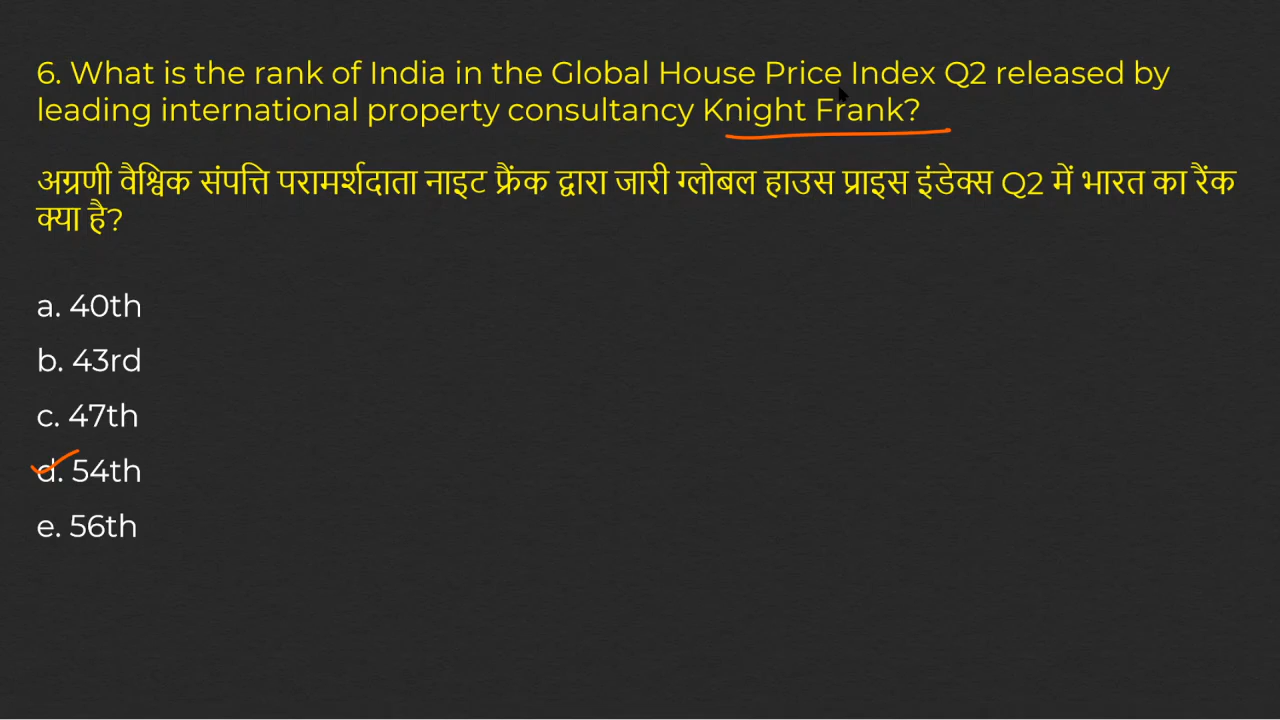 6. What is the rank of India in the Global House Price Index Q2 released by
leading international property consultancy Knight Frank?
अग्रणी वैश्विक संपत्ति परामर्शदाता नाइट फ्रैंक द्वारा जारी ग्लोबल हाउस प्राइस इंडेक्स Q2 में भारत का रैंक
क्या है?
a. 40th
b. 43rd
c. 47th
d. 54th
e. 56th